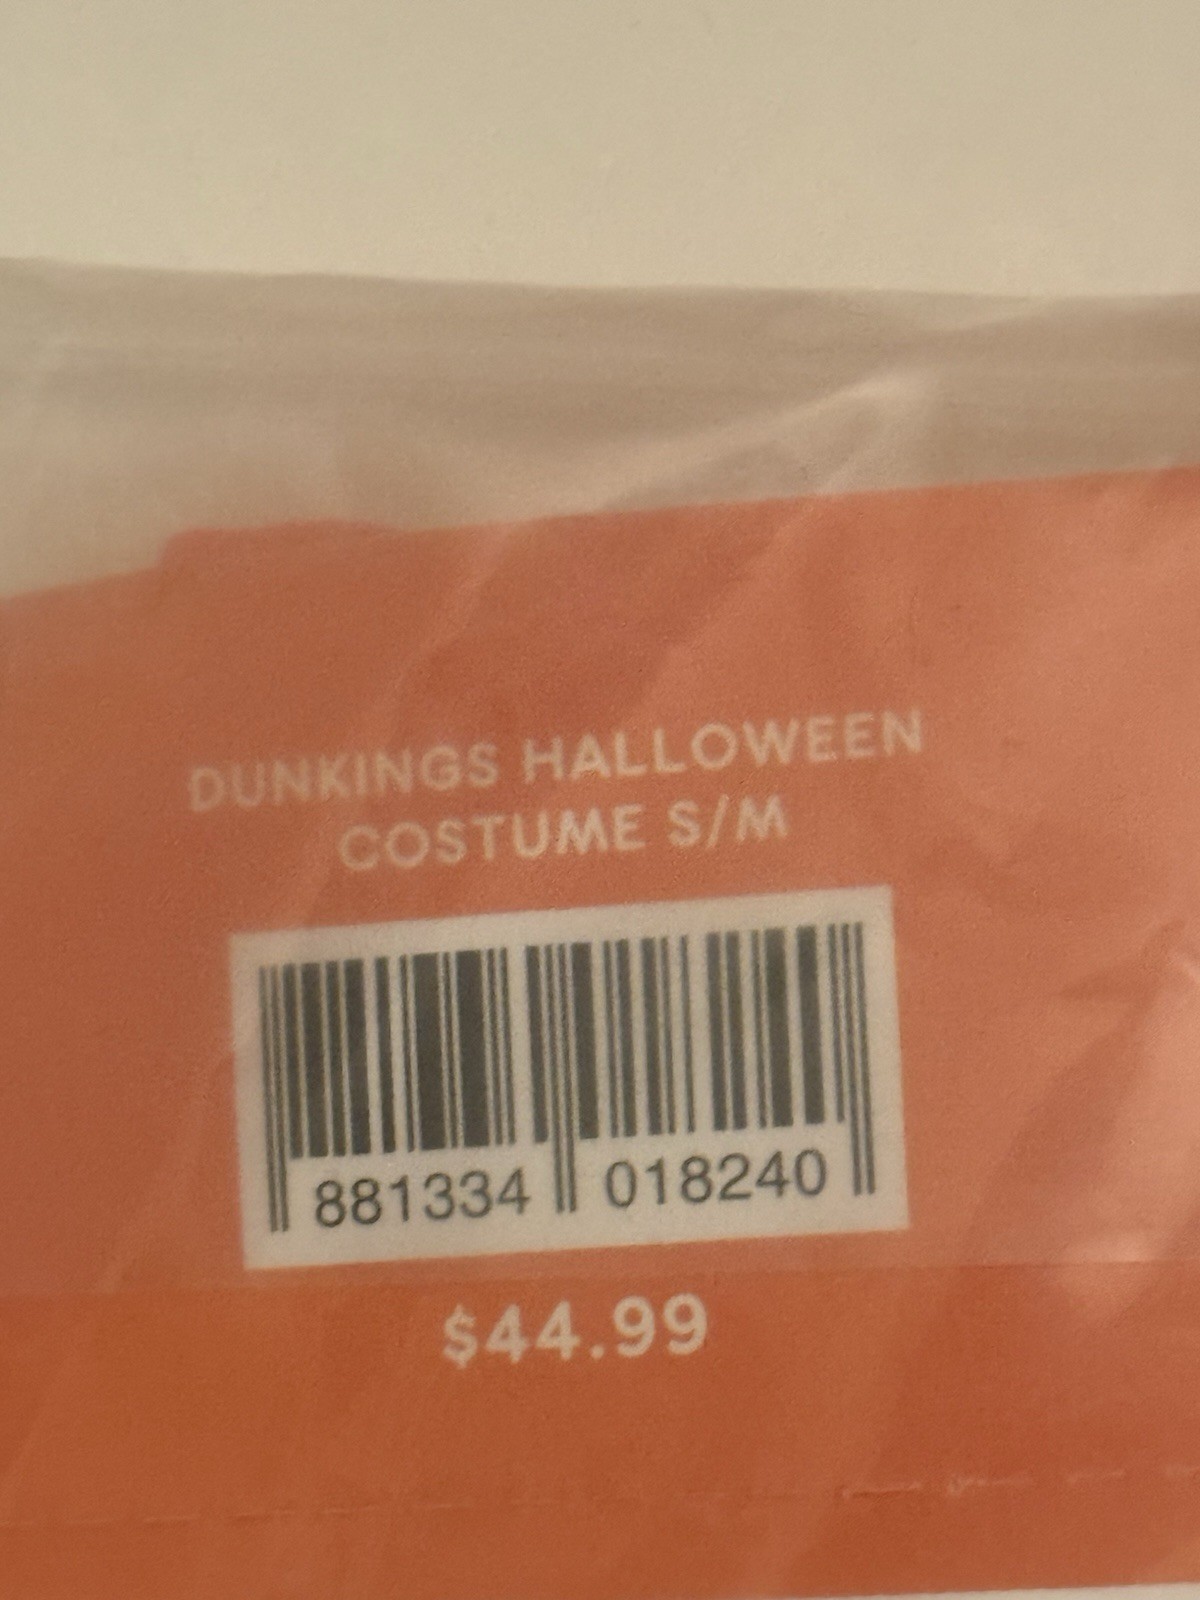 DUNKINGS HALLOWEEN
COSTUME S/M
881334 018240
$44.99